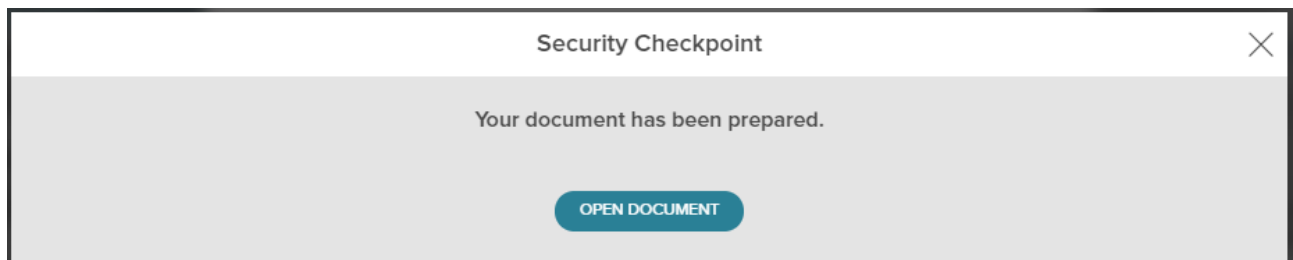 Security Checkpoint
Your document has been prepared.
OPEN DOCUMENT